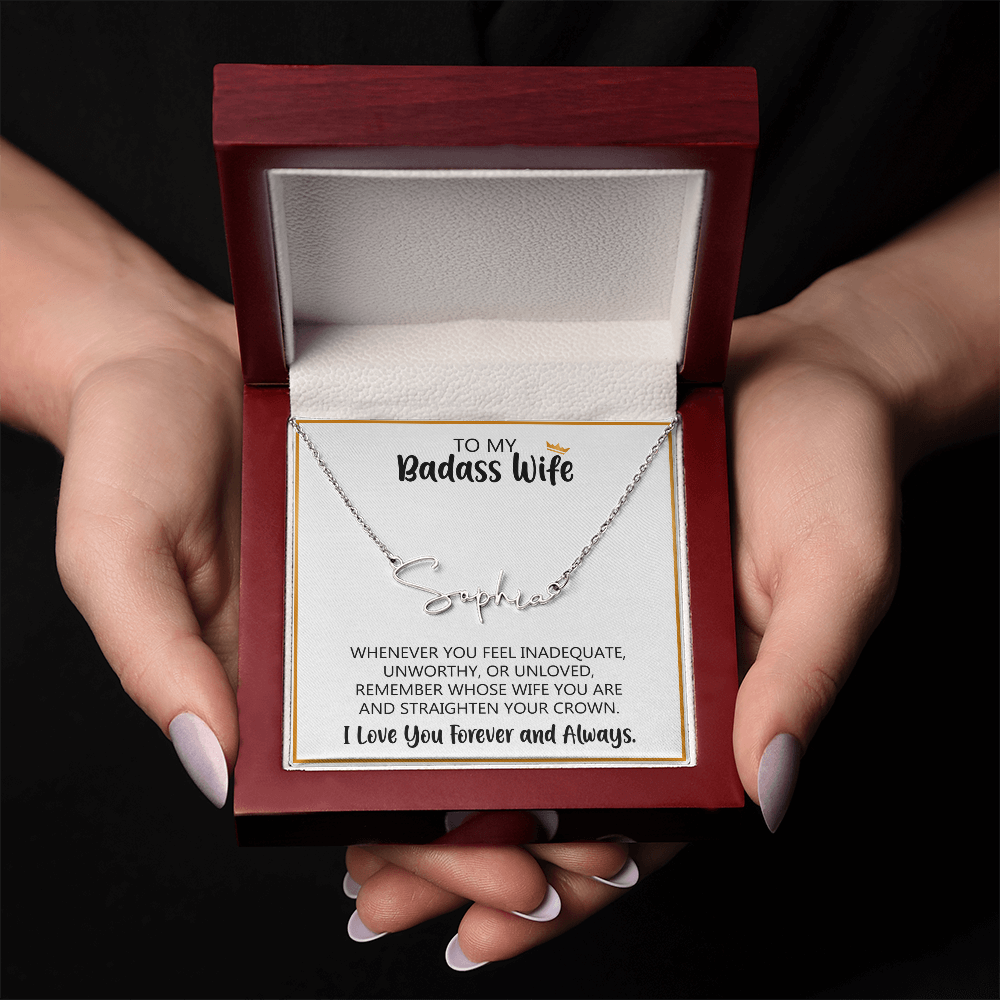 TO MY
Badass Wife
Sophia
WHENEVER YOU FEEL INADEQUATE,
UNWORTHY, OR UNLOVED,
REMEMBER WHOSE WIFE YOU ARE
AND STRAIGHTEN YOUR CROWN.
I Love You Forever and Always.